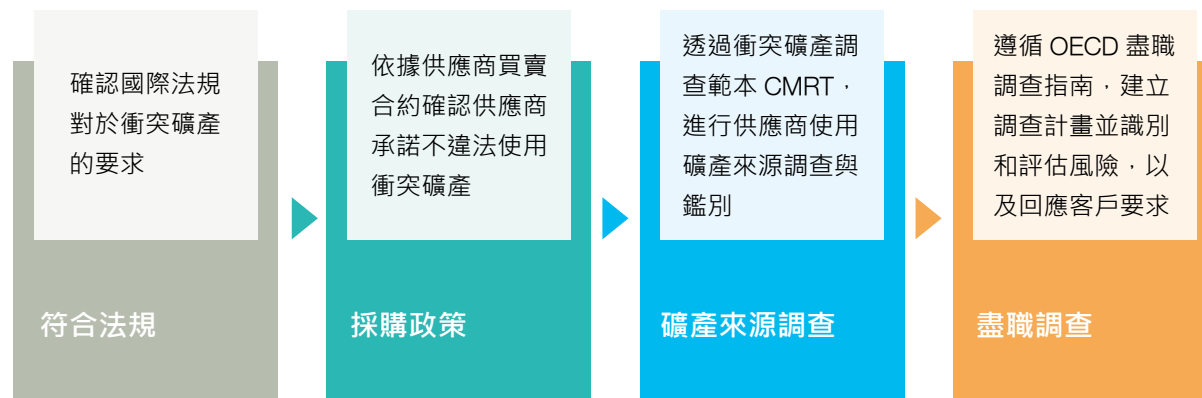 確認國際法規
對於衝突礦產
的要求
符合法規
依據供應商買賣
合約確認供應商
承諾不違法使用
衝突礦產
採購政策
透過衝突礦產調
查範本 CMRT，
進行供應商使用
礦產來源調查與
鑑別
礦產來源調查
遵循 OECD 盡職
調查指南，建立
調查計畫並識別
和評估風險，以
及回應客戶要求
盡職調查